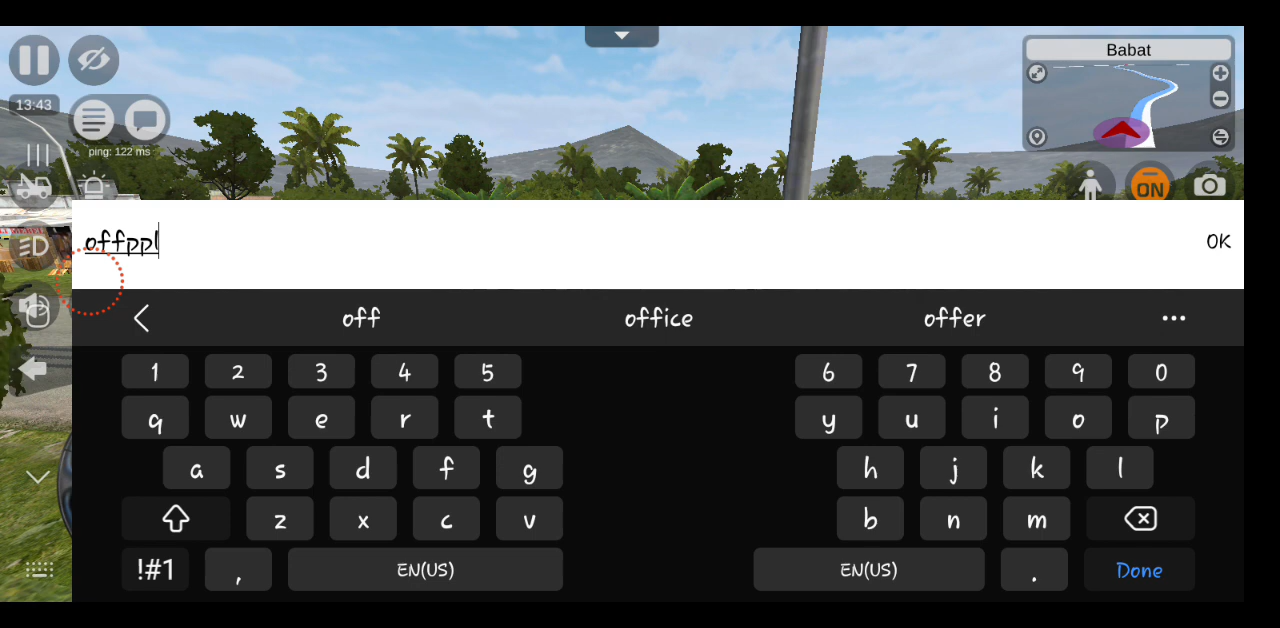 Babat
13:43
ping: 122 ms
ON
offppl
OK
off office offer
1 2 3 4 5 6 7 8 9 0
q w e r t y u i o p
a s d f g h j k l
z x c v b n m
!#1 , EN(US) EN(US) . Done